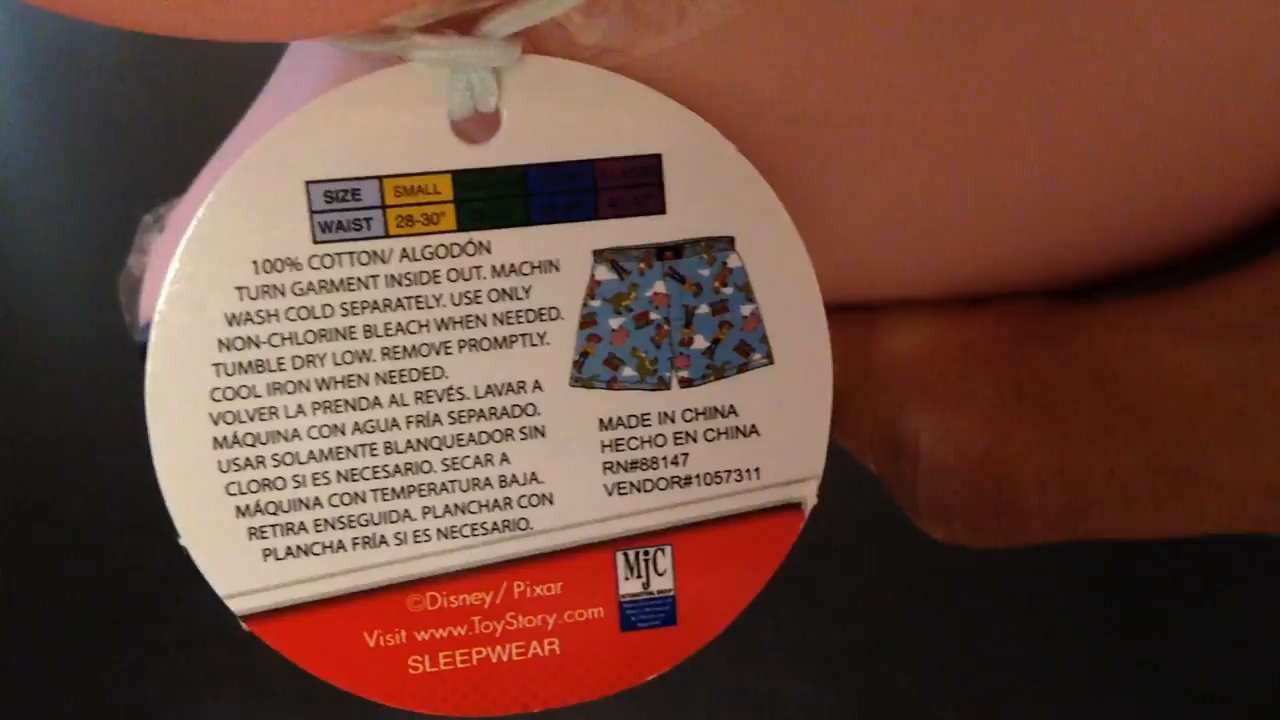 SIZE SMALL
WAIST 28-30"
100% COTTON/ ALGODÓN
TURN GARMENT INSIDE OUT. MACHIN
WASH COLD SEPARATELY. USE ONLY
NON-CHLORINE BLEACH WHEN NEEDED.
TUMBLE DRY LOW. REMOVE PROMPTLY.
COOL IRON WHEN NEEDED.
VOLVER LA PRENDA AL REVÉS. LAVAR A
MÁQUINA CON AGUA FRÍA SEPARADO.
USAR SOLAMENTE BLANQUEADOR SIN
CLORO SI ES NECESARIO. SECAR A
MÁQUINA CON TEMPERATURA BAJA.
RETIRA ENSEGUIDA. PLANCHAR CON
PLANCHA FRÍA SI ES NECESARIO.
MADE IN CHINA
HECHO EN CHINA
RN#88147
VENDOR#1057311
©Disney/ Pixar
Visit www.ToyStory.com
SLEEPWEAR
MjC